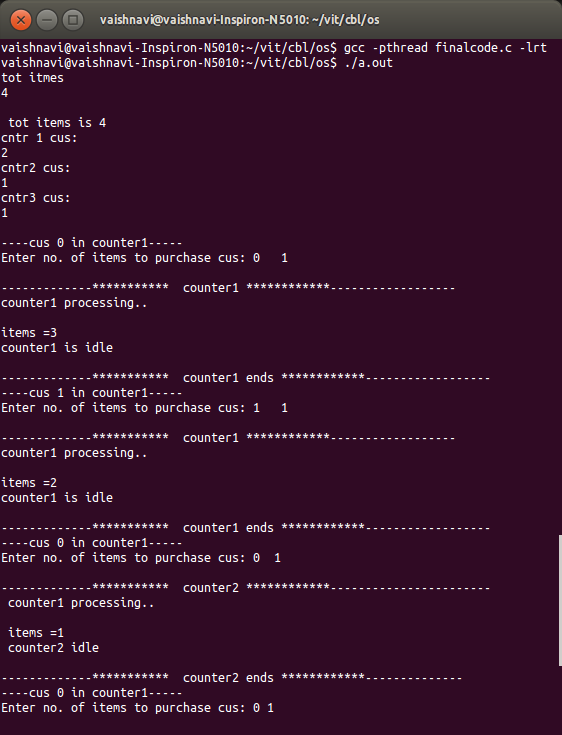 vaishnavi@vaishnavi-Inspiron-N5010: ~/vit/cbl/os
vaishnavi@vaishnavi-Inspiron-N5010:~/vit/cbl/os$ gcc -pthread finalcode.c -lrt
vaishnavi@vaishnavi-Inspiron-N5010:~/vit/cbl/os$ ./a.out
tot itmes
4
tot items is 4
cntr 1 cus:
2
cntr2 cus:
1
cntr3 cus:
1
----cus 0 in counter1-----
Enter no. of items to purchase cus: 0   1
-------------***********  counter1 ************------------------
counter1 processing..
items =3
counter1 is idle
-------------***********  counter1 ends ************------------------
----cus 1 in counter1-----
Enter no. of items to purchase cus: 1   1
-------------***********  counter1 ************------------------
counter1 processing..
items =2
counter1 is idle
-------------***********  counter1 ends ************------------------
----cus 0 in counter1-----
Enter no. of items to purchase cus: 0  1
-------------***********  counter2 ************-----------------------
counter1 processing..
items =1
counter2 idle
-------------***********  counter2 ends ************--------------
----cus 0 in counter1-----
Enter no. of items to purchase cus: 0 1